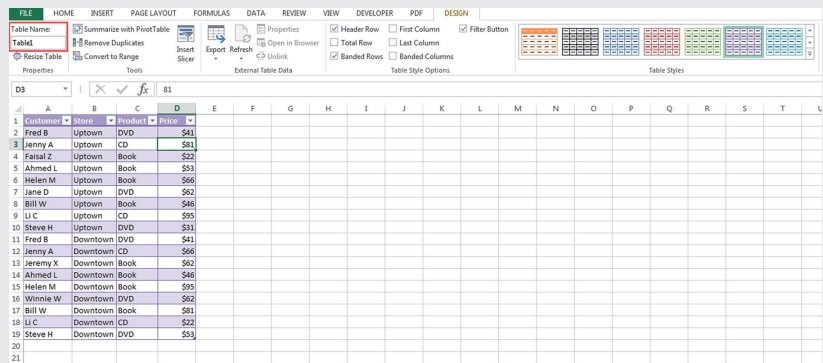 FILE HOME INSERT PAGE LAYOUT FORMULAS DATA REVIEW VIEW DEVELOPER PDF DESIGN
Table Name:
Table1
Resize Table
Properties
Summarize with PivotTable
Remove Duplicates
Convert to Range
Insert Slicer
Tools
Export Refresh
Properties
Open in Browser
Unlink
External Table Data
Header Row First Column Filter Button
Total Row Last Column
Banded Rows Banded Columns
Table Style Options
Table Styles
D3 fx 81
A B C D E F G H I J K L M N O P Q R S T U
1 Customer Store Product Price
2 Fred B Uptown DVD $41
3 Jenny A Uptown CD $81
4 Faisal Z Uptown Book $22
5 Ahmed L Uptown Book $53
6 Helen M Uptown Book $66
7 Jane D Uptown DVD $62
8 Bill W Uptown Book $46
9 Li C Uptown CD $95
10 Steve H Uptown DVD $31
11 Fred B Downtown DVD $41
12 Jenny A Downtown CD $66
13 Jeremy X Downtown Book $62
14 Ahmed L Downtown Book $46
15 Helen M Downtown Book $95
16 Winnie W Downtown DVD $62
17 Bill W Downtown Book $81
18 Li C Downtown CD $22
19 Steve H Downtown DVD $53
20
21